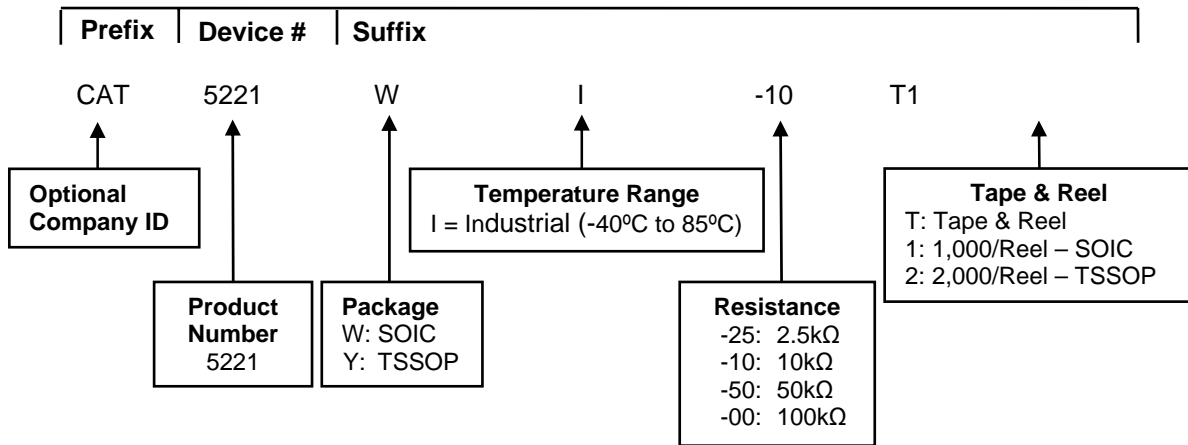 Prefix Device # Suffix
CAT 5221 W I -10 T1
Optional
Company ID
Temperature Range
I = Industrial (-40ºC to 85ºC)
Tape & Reel
T: Tape & Reel
1: 1,000/Reel – SOIC
2: 2,000/Reel – TSSOP
Product
Number
5221
Package
W: SOIC
Y: TSSOP
Resistance
-25: 2.5kΩ
-10: 10kΩ
-50: 50kΩ
-00: 100kΩ